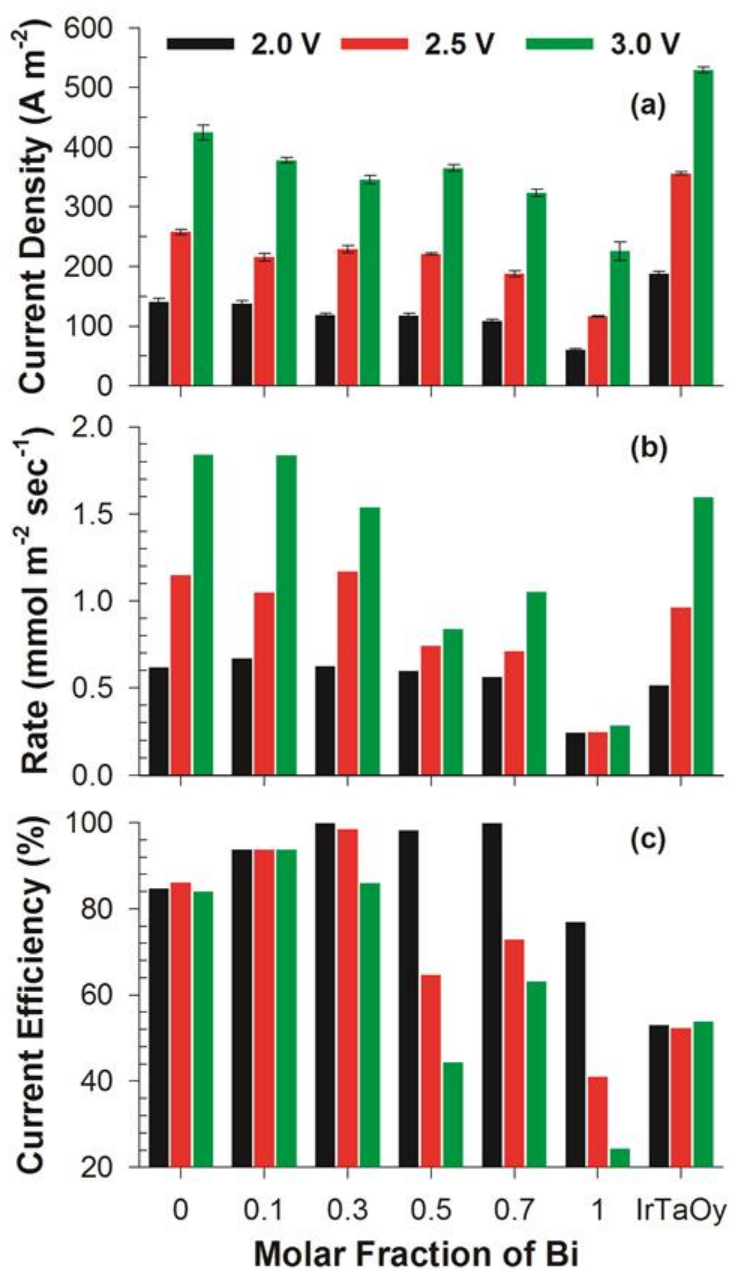 2.0 V 2.5 V 3.0 V
(a)
Current Density (A m⁻²)
600
500
400
300
200
100
0
(b)
Rate (mmol m⁻² sec⁻¹)
2.0
1.5
1.0
0.5
0.0
(c)
Current Efficiency (%)
100
80
60
40
20
0 0.1 0.3 0.5 0.7 1 IrTaOy
Molar Fraction of Bi